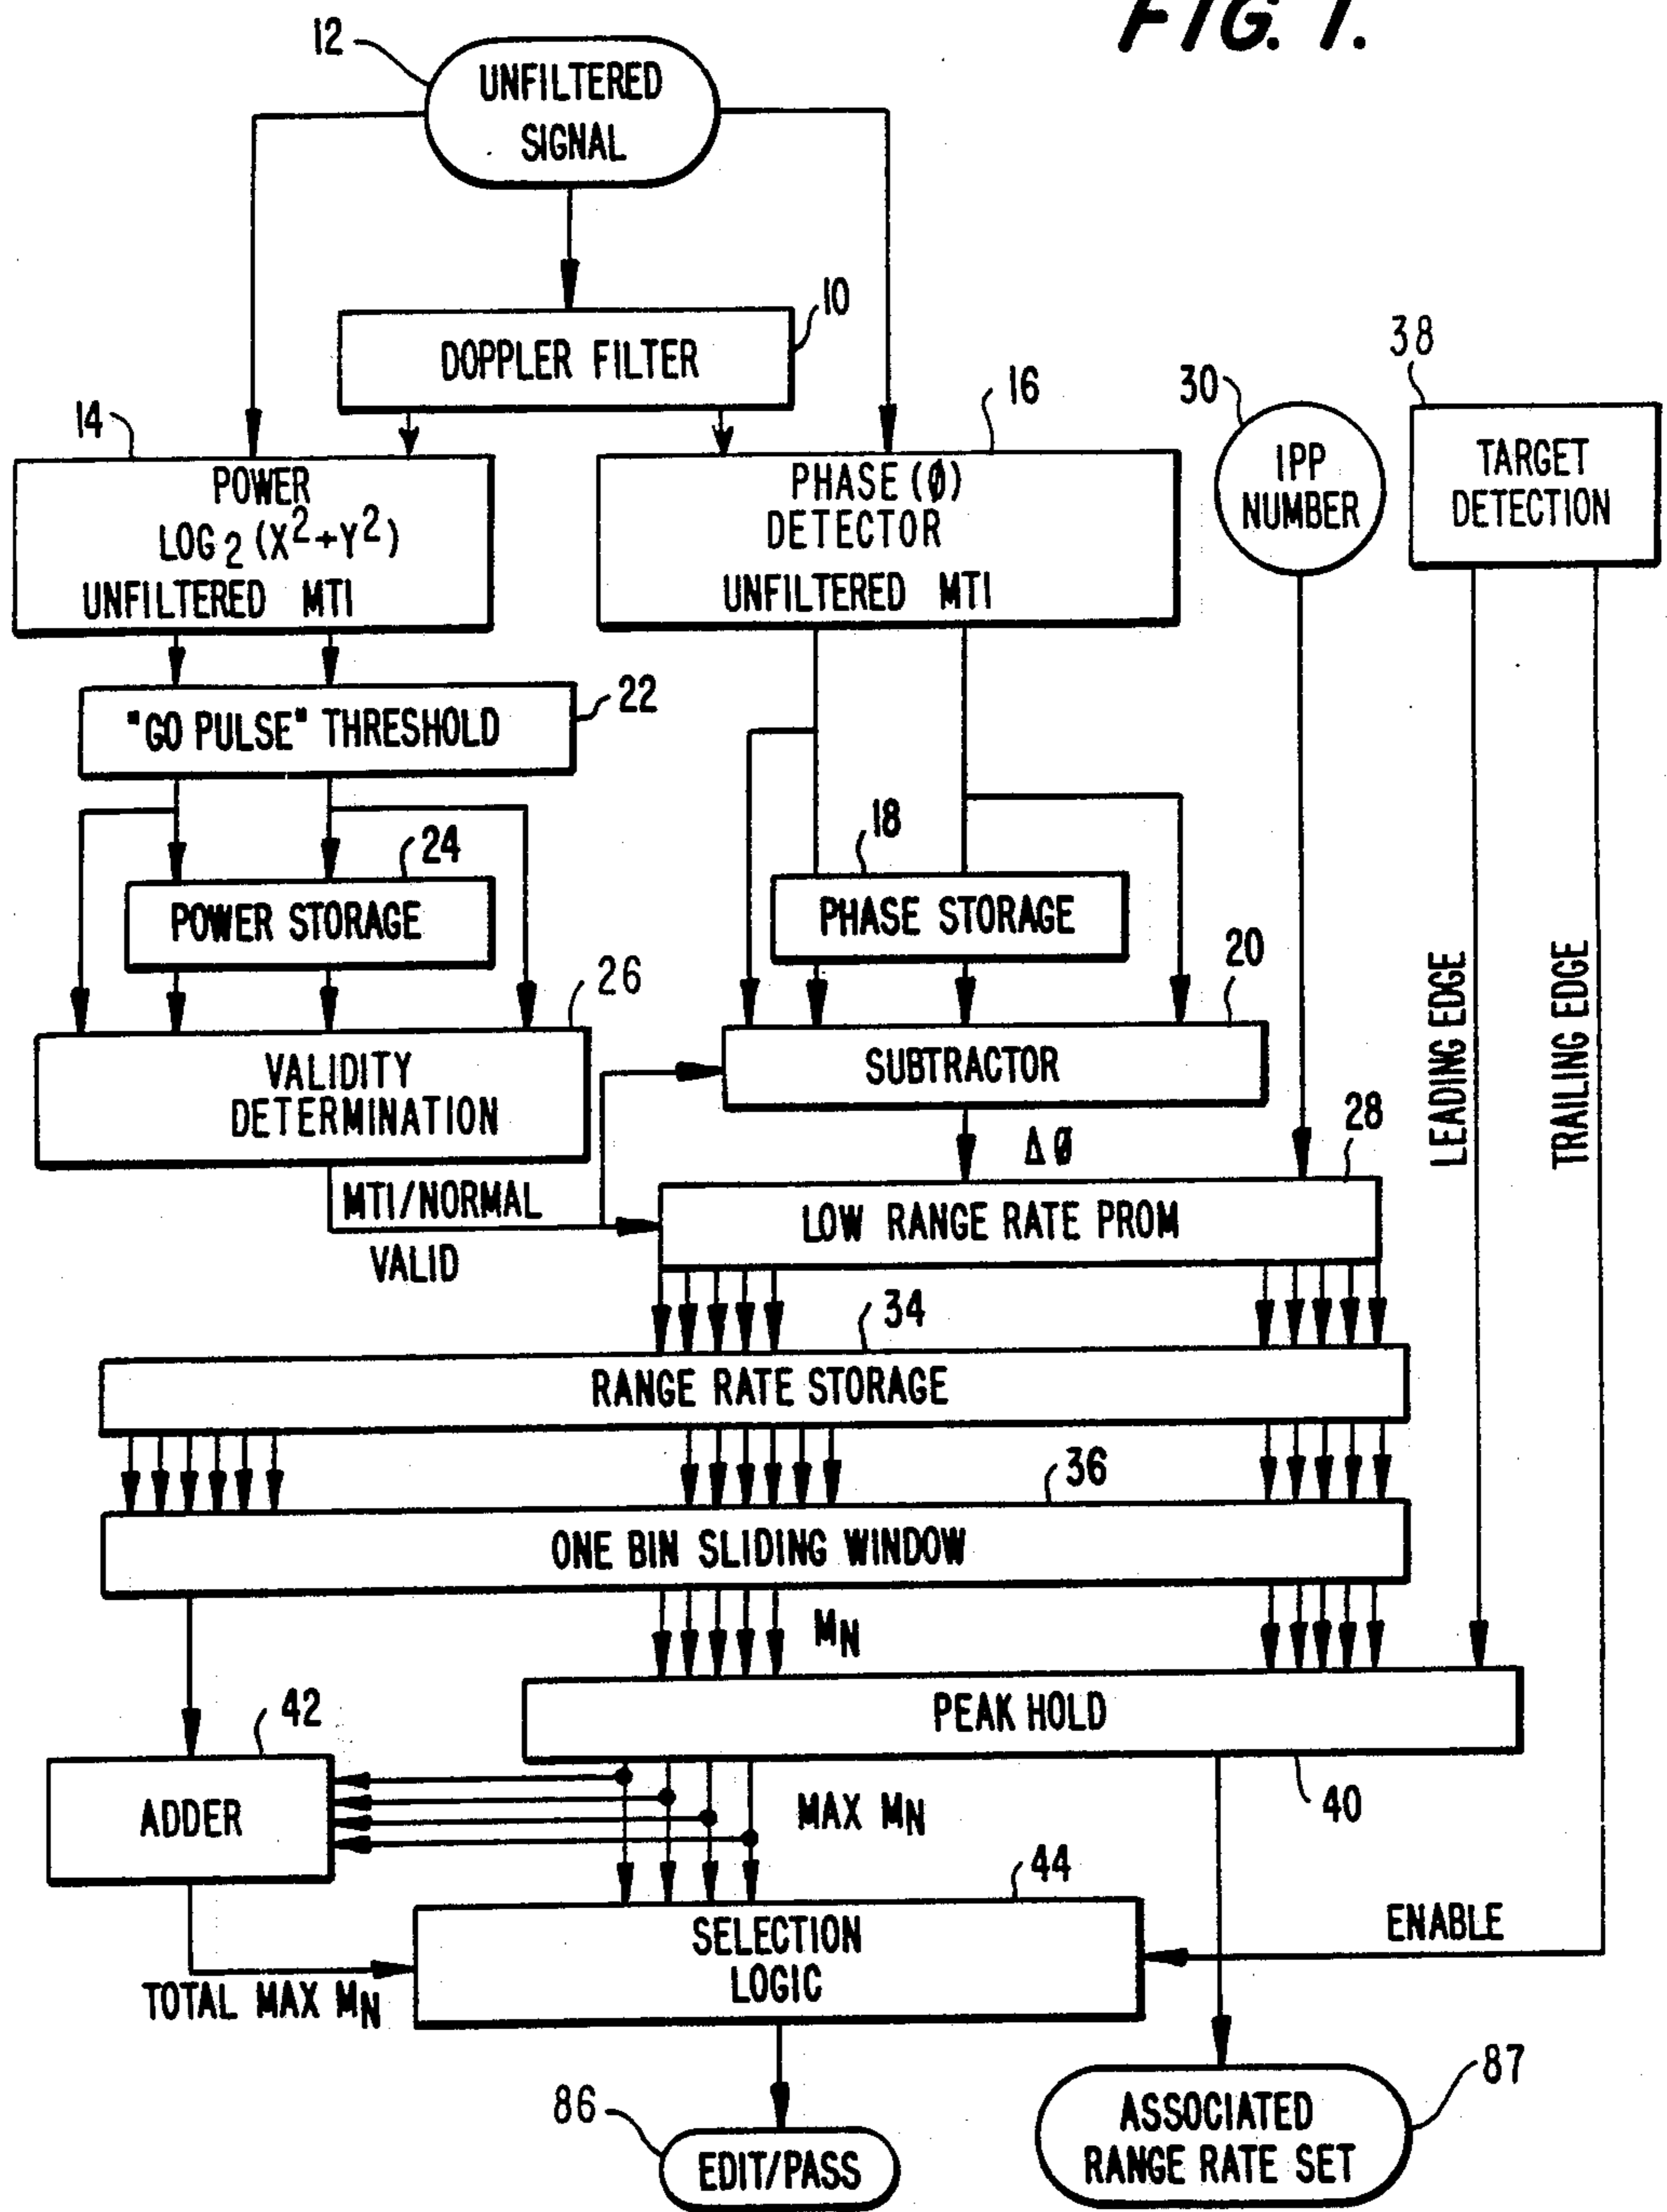 FIG. 1.
12
UNFILTERED
SIGNAL
10
DOPPLER FILTER
14
POWER
LOG2 (X²+Y²)
UNFILTERED MTI
16
PHASE (Ø)
DETECTOR
UNFILTERED MTI
30
IPP
NUMBER
38
TARGET
DETECTION
"GO PULSE" THRESHOLD
22
24
POWER STORAGE
18
PHASE STORAGE
26
VALIDITY
DETERMINATION
20
SUBTRACTOR
LEADING EDGE
TRAILING EDGE
Δ Ø
28
MTI/NORMAL
VALID
LOW RANGE RATE PROM
34
RANGE RATE STORAGE
36
ONE BIN SLIDING WINDOW
MN
PEAK HOLD
40
42
ADDER
MAX MN
44
SELECTION
LOGIC
ENABLE
TOTAL MAX MN
86
EDIT/PASS
87
ASSOCIATED
RANGE RATE SET